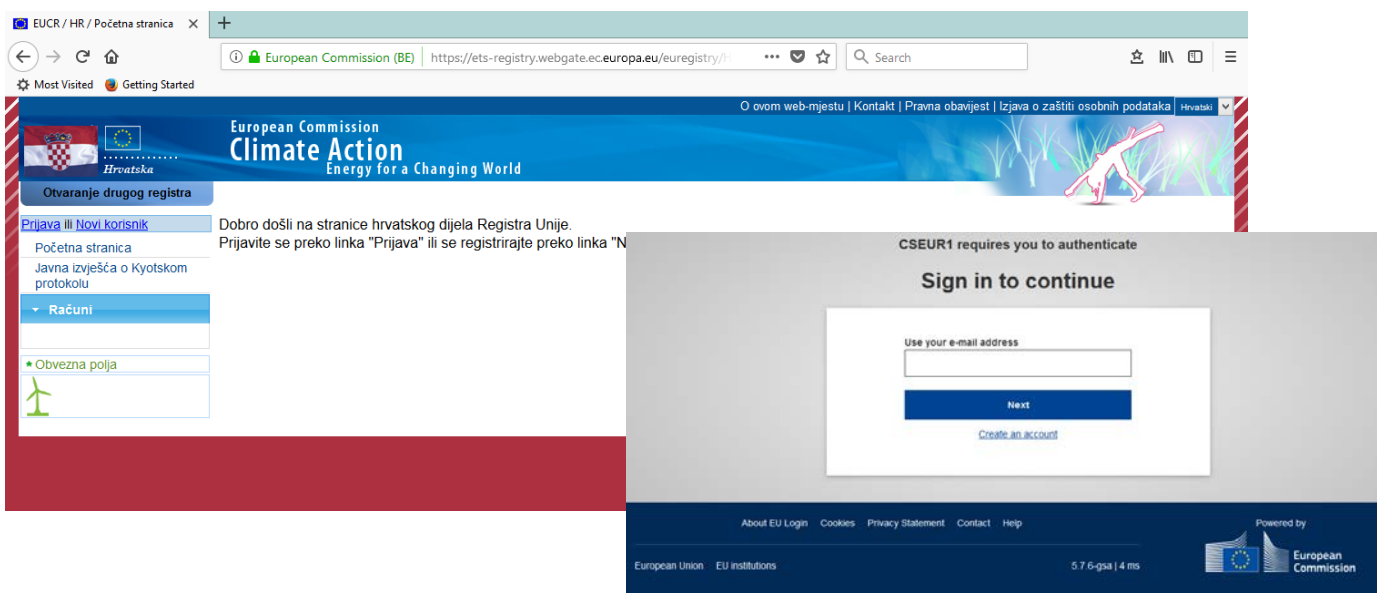 EUCR / HR / Početna stranica
European Commission (BE) https://ets-registry.webgate.ec.europa.eu/euregistry/
Search
Most Visited Getting Started
O ovom web-mjestu | Kontakt | Pravna obavijest | Izjava o zaštiti osobnih podataka Hrvatski
European Commission
Climate Action
Energy for a Changing World
Hrvatska
Otvaranje drugog registra
Prijava ili Novi korisnik
Početna stranica
Javna izvješća o Kyotskom
protokolu
Računi
* Obvezna polja
Dobro došli na stranice hrvatskog dijela Registra Unije.
Prijavite se preko linka "Prijava" ili se registrirajte preko linka "N
CSEUR1 requires you to authenticate
Sign in to continue
Use your e-mail address
Next
Create an account
About EU Login Cookies Privacy Statement Contact Help
Powered by
European Union EU institutions
5.7.6-gsa | 4 ms
European
Commission